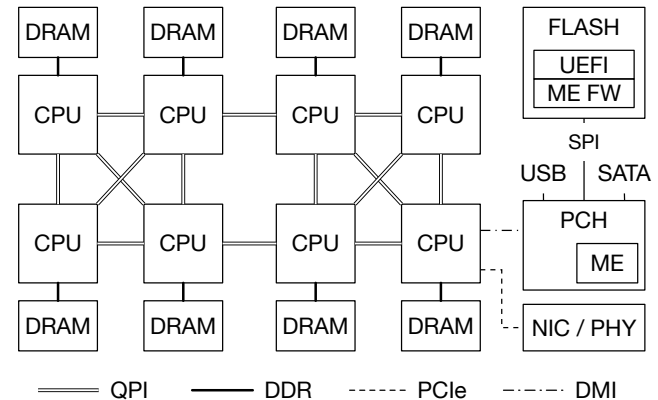 DRAM DRAM DRAM DRAM FLASH
UEFI
ME FW
CPU CPU CPU CPU
SPI
USB SATA
PCH
CPU CPU CPU CPU
ME
DRAM DRAM DRAM DRAM NIC / PHY
QPI DDR PCIe DMI